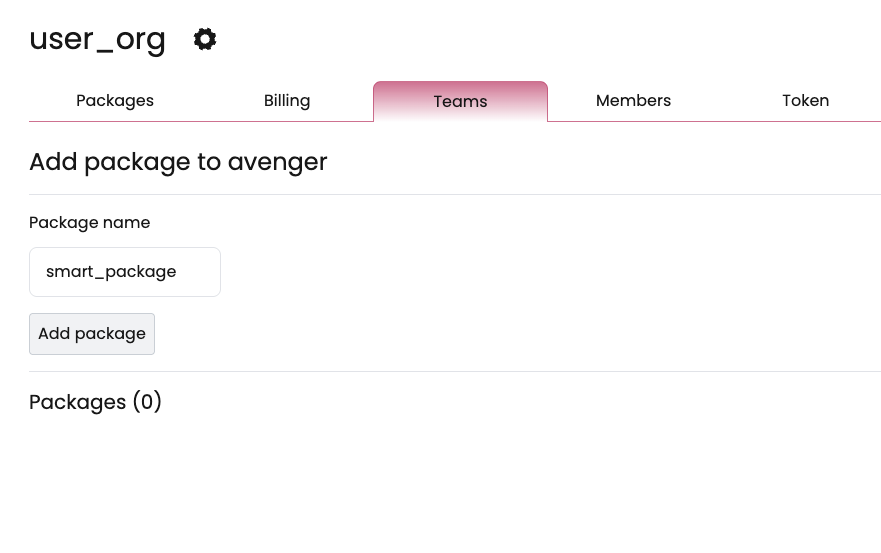 user_org
Packages Billing Teams Members Token
Add package to avenger
Package name
smart_package
Add package
Packages (0)